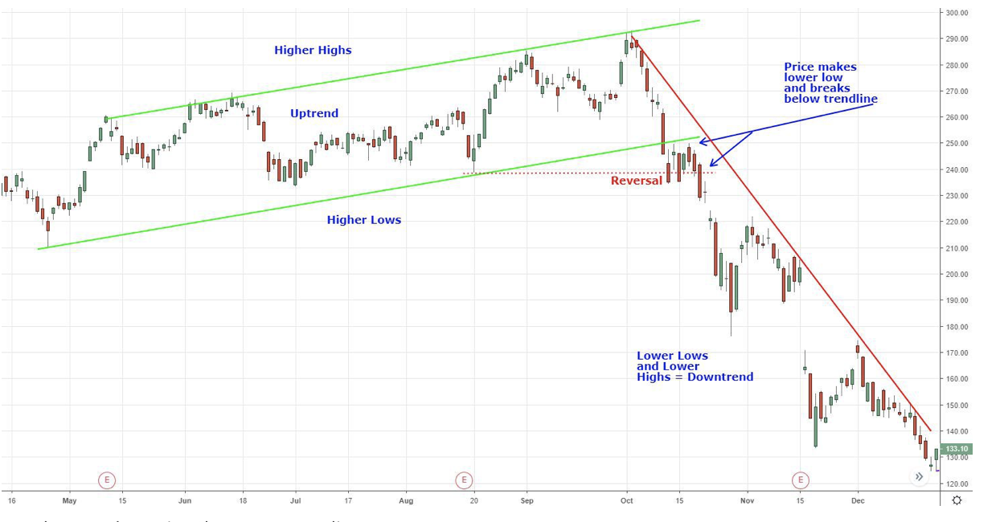 300.00
290.00
Higher Highs
280.00
Price makes
lower low
and breaks
below trendline
270.00
Uptrend
260.00
250.00
240.00
Reversal
230.00
Higher Lows
220.00
210.00
200.00
190.00
180.00
170.00
Lower Lows
and Lower
Highs = Downtrend
160.00
150.00
140.00
133.10
130.00
120.00
E E E
16 May 15 Jun 18 Jul 17 Aug 20 Sep Oct 15 Nov 15 Dec